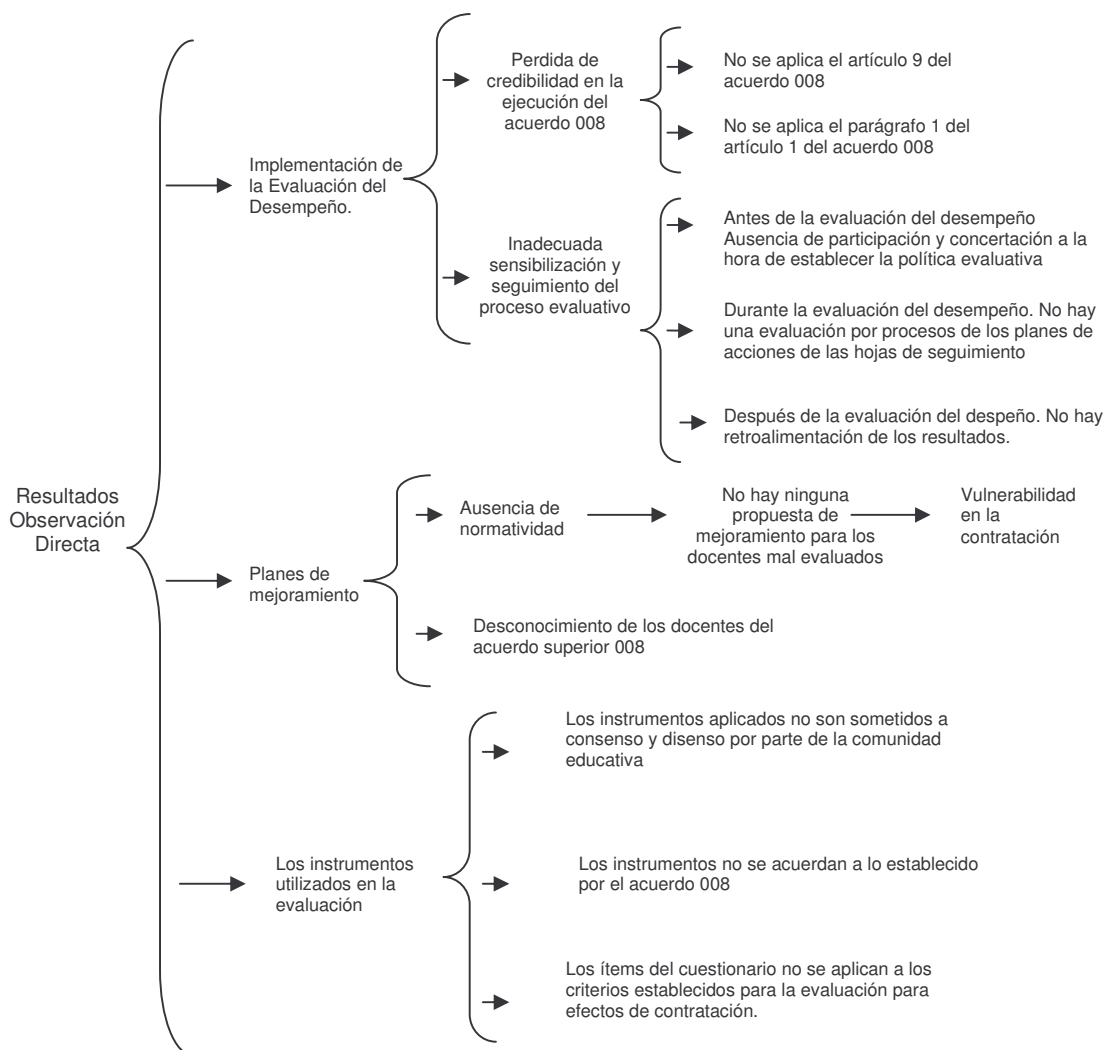 Resultados
Observación
Directa
Implementación de
la Evaluación del
Desempeño.
Perdida de
credibilidad en la
ejecución del
acuerdo 008
No se aplica el artículo 9 del
acuerdo 008
No se aplica el parágrafo 1 del
artículo 1 del acuerdo 008
Inadecuada
sensibilización y
seguimiento del
proceso evaluativo
Antes de la evaluación del desempeño
Ausencia de participación y concertación a la
hora de establecer la política evaluativa
Durante la evaluación del desempeño. No hay
una evaluación por procesos de los planes de
acciones de las hojas de seguimiento
Después de la evaluación del despeño. No hay
retroalimentación de los resultados.
Planes de
mejoramiento
Ausencia de
normatividad
No hay ninguna
propuesta de
mejoramiento para los
docentes mal evaluados
Vulnerabilidad
en la
contratación
Desconocimiento de los docentes del
acuerdo superior 008
Los instrumentos
utilizados en la
evaluación
Los instrumentos aplicados no son sometidos a
consenso y disenso por parte de la comunidad
educativa
Los instrumentos no se acuerdan a lo establecido
por el acuerdo 008
Los ítems del cuestionario no se aplican a los
criterios establecidos para la evaluación para
efectos de contratación.